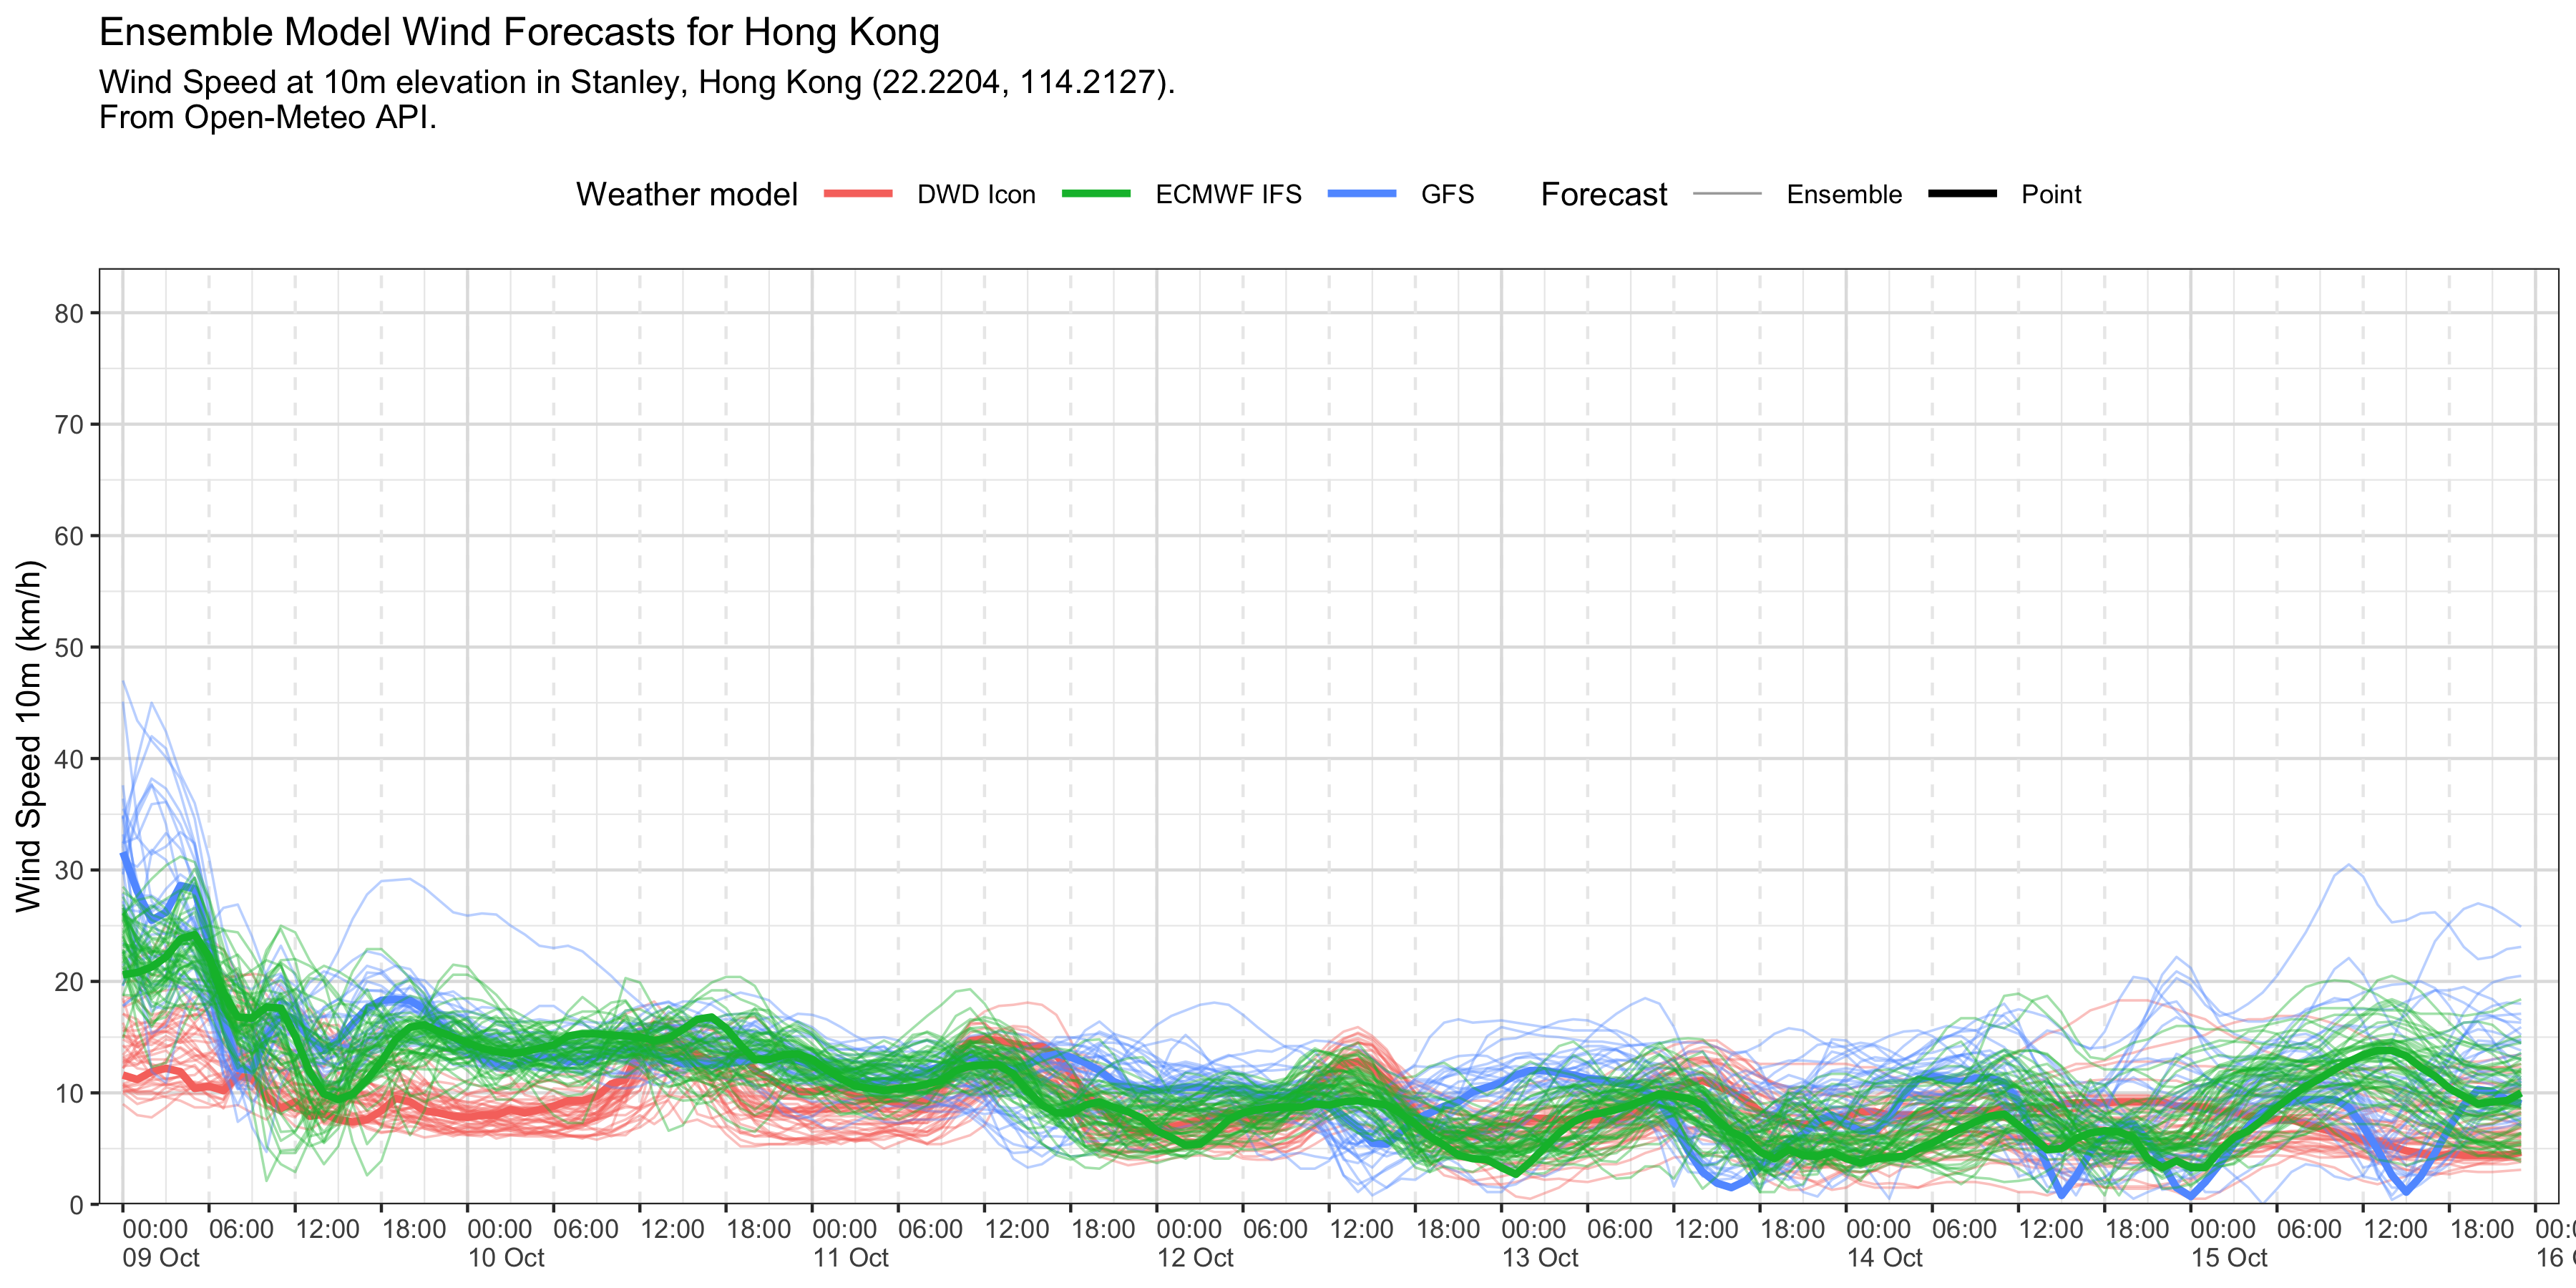 Ensemble Model Wind Forecasts for Hong Kong
Wind Speed at 10m elevation in Stanley, Hong Kong (22.2204, 114.2127).
From Open-Meteo API.
Weather model DWD Icon ECMWF IFS GFS Forecast Ensemble Point
80
70
60
50
40
30
20
10
0
Wind Speed 10m (km/h)
00:00 06:00 12:00 18:00 00:00 06:00 12:00 18:00 00:00 06:00 12:00 18:00 00:00 06:00 12:00 18:00 00:00 06:00 12:00 18:00 00:00 06:00 12:00 18:00 00:00 06:00 12:00 18:00
09 Oct 10 Oct 11 Oct 12 Oct 13 Oct 14 Oct 15 Oct 16